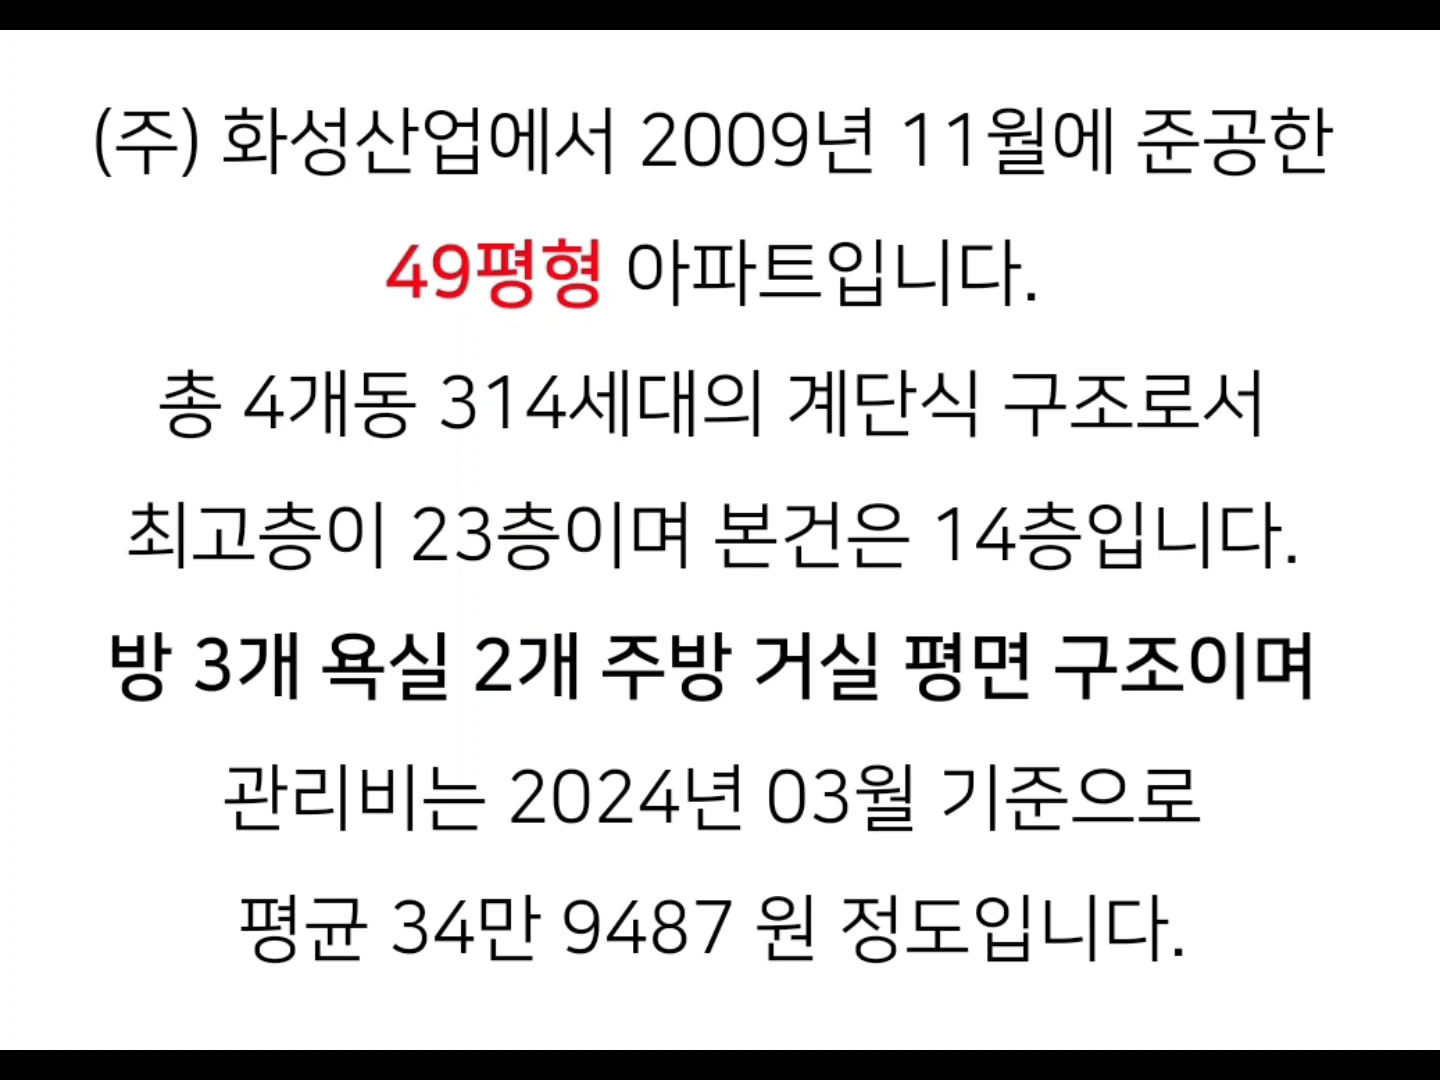 (주) 화성산업에서 2009년 11월에 준공한
49평형 아파트입니다.
총 4개동 314세대의 계단식 구조로서
최고층이 23층이며 본건은 14층입니다.
방 3개 욕실 2개 주방 거실 평면 구조이며
관리비는 2024년 03월 기준으로
평균 34만 9487 원 정도입니다.